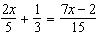 2x/5 + 1/3 = (7x - 2)/15